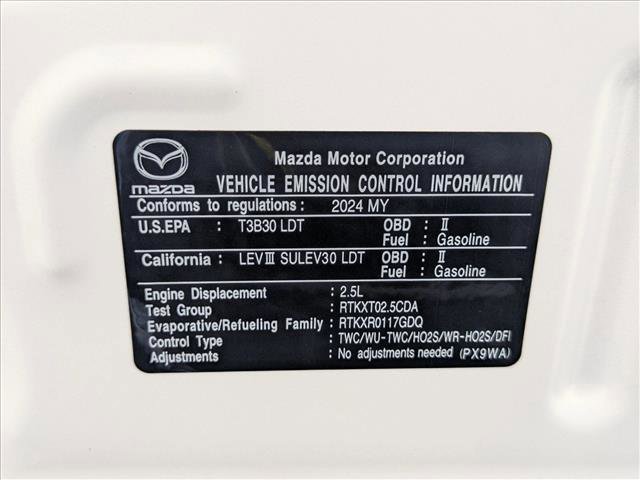 Mazda Motor Corporation
mazda VEHICLE EMISSION CONTROL INFORMATION
Conforms to regulations: 2024 MY
U.S.EPA : T3B30 LDT OBD : II
Fuel : Gasoline
California : LEVIII SULEV30 LDT OBD : II
Fuel : Gasoline
Engine Displacement : 2.5L
Test Group : RTKXT02.5CDA
Evaporative/Refueling Family : RTKXR0117GDQ
Control Type : TWC/WU-TWC/HO2S/WR-HO2S/DFI
Adjustments : No adjustments needed (PX9WA)